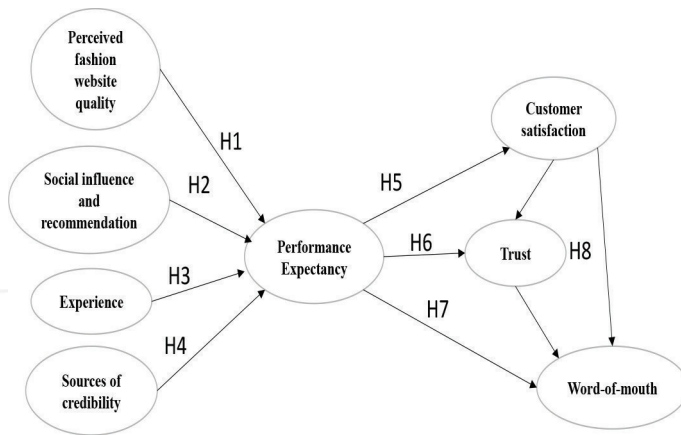 Perceived
fashion
website
quality
H1
Social influence
and
recommendation
H2
Experience
H3
Sources of
credibility
H4
Performance
Expectancy
H5
H6
H7
Customer
satisfaction
Trust
H8
Word-of-mouth